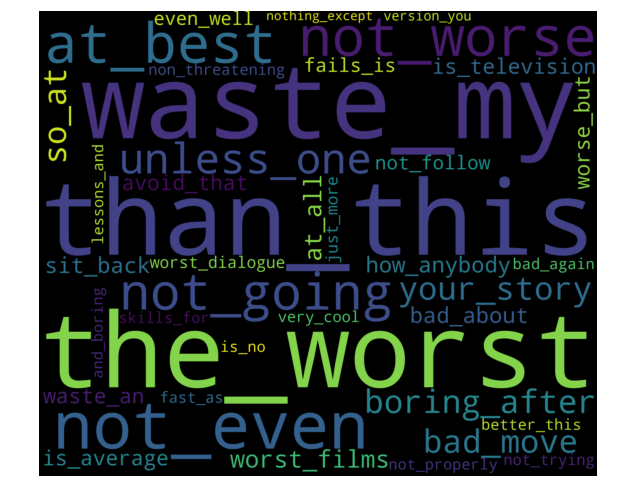 even_well nothing_except version_you
at_best not_worse
non_threatening fails_is is_television
so_at waste_my worse_but
unless_one not_follow
lessons_and avoid_that at_all just_more
than_this
sit_back worst_dialogue how_anybody bad_again
not_going your_story
skills_for very_cool bad_about
and_boring is_no
the_worst
waste_an fast_as boring_after
not_even better_this
bad_move
is_average worst_films not_properly not_trying